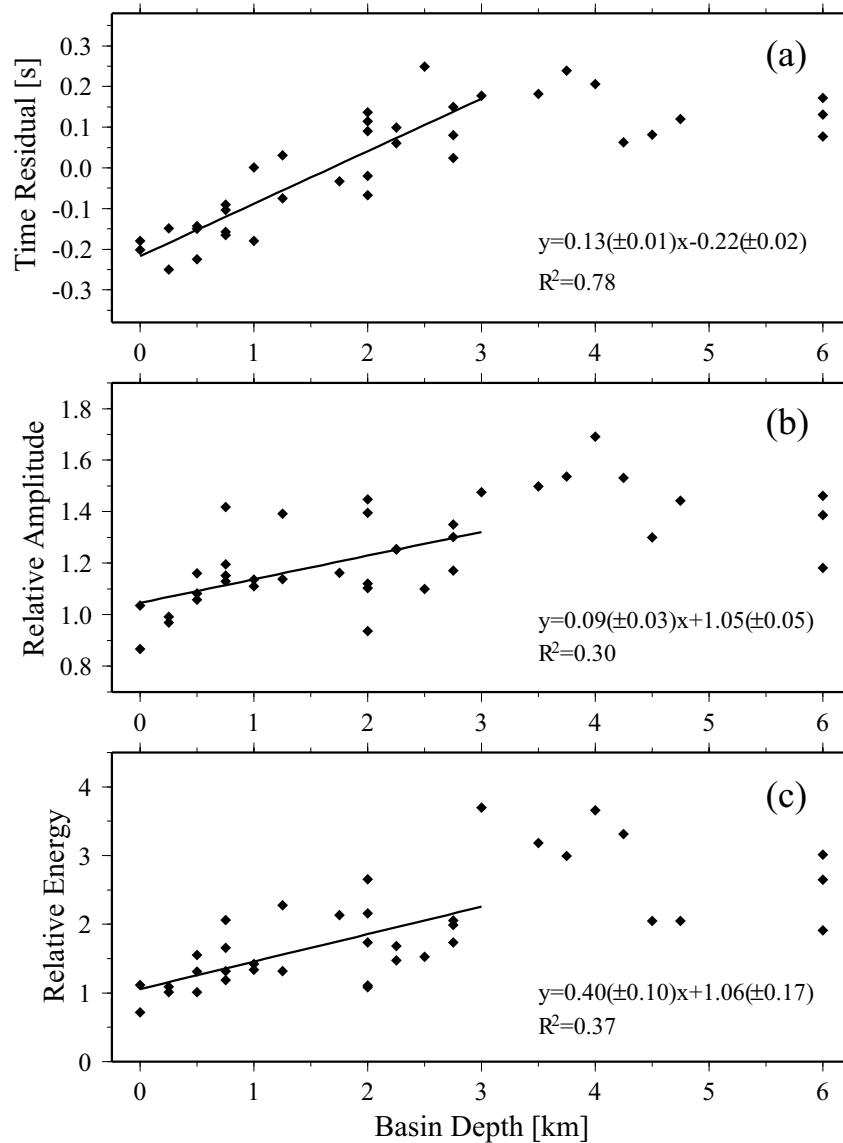 (a)
Time Residual [s]
0.3
0.2
0.1
0.0
-0.1
-0.2
-0.3
y=0.13(±0.01)x-0.22(±0.02)
R²=0.78
0 1 2 3 4 5 6
(b)
Relative Amplitude
1.8
1.6
1.4
1.2
1.0
0.8
y=0.09(±0.03)x+1.05(±0.05)
R²=0.30
0 1 2 3 4 5 6
(c)
Relative Energy
4
3
2
1
0
y=0.40(±0.10)x+1.06(±0.17)
R²=0.37
0 1 2 3 4 5 6
Basin Depth [km]